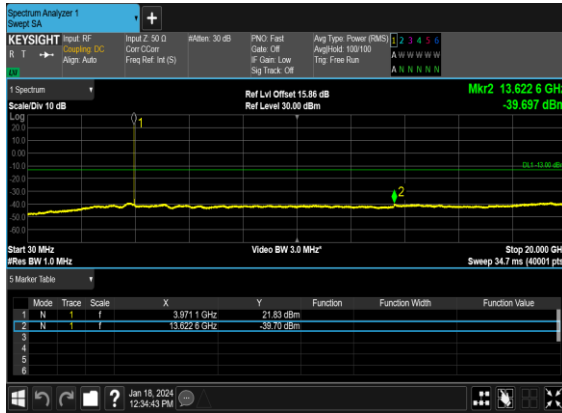 Spectrum Analyzer 1
Swept SA
KEYSIGHT
R T
Input: RF
Coupling: DC
Align: Auto
Input Z: 50 Ω
Corr CCorr
Freq Ref: Int (S)
#Atten: 30 dB
PNO: Fast
Gate: Off
IF Gain: Low
Sig Track: Off
Avg Type: Power (RMS)
Avg|Hold: 100/100
Trig: Free Run
1 2 3 4 5 6
A W W W W W
A N N N N N
1 Spectrum
Scale/Div 10 dB
Ref Lvl Offset 15.86 dB
Ref Level 30.00 dBm
Mkr2 13.622 6 GHz
-39.697 dBm
Log
20.0
10.0
0.00
-10.0
-20.0
-30.0
-40.0
-50.0
-60.0
1
2
DL1 -13.00 dBm
Start 30 MHz
#Res BW 1.0 MHz
Video BW 3.0 MHz*
Stop 20.000 GHz
Sweep 34.7 ms (40001 pts)
5 Marker Table
Mode Trace Scale X Y Function Function Width Function Value
1 N 1 f 3.971 1 GHz 21.83 dBm
2 N 1 f 13.622 6 GHz -39.70 dBm
3
4
5
6
Jan 18, 2024
12:34:43 PM